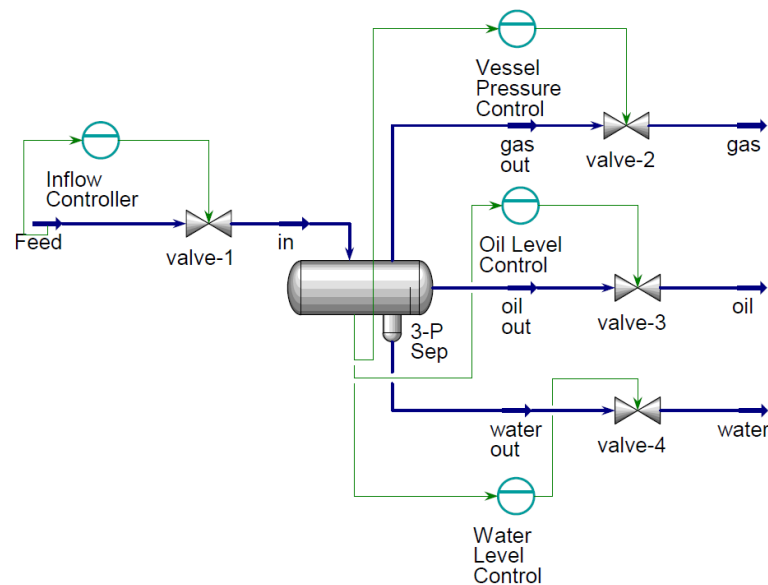 Vessel
Pressure
Control
gas
out
valve-2
gas
Inflow
Controller
Feed
valve-1
in
Oil Level
Control
3-P
Sep
oil
out
valve-3
oil
water
out
valve-4
water
Water
Level
Control